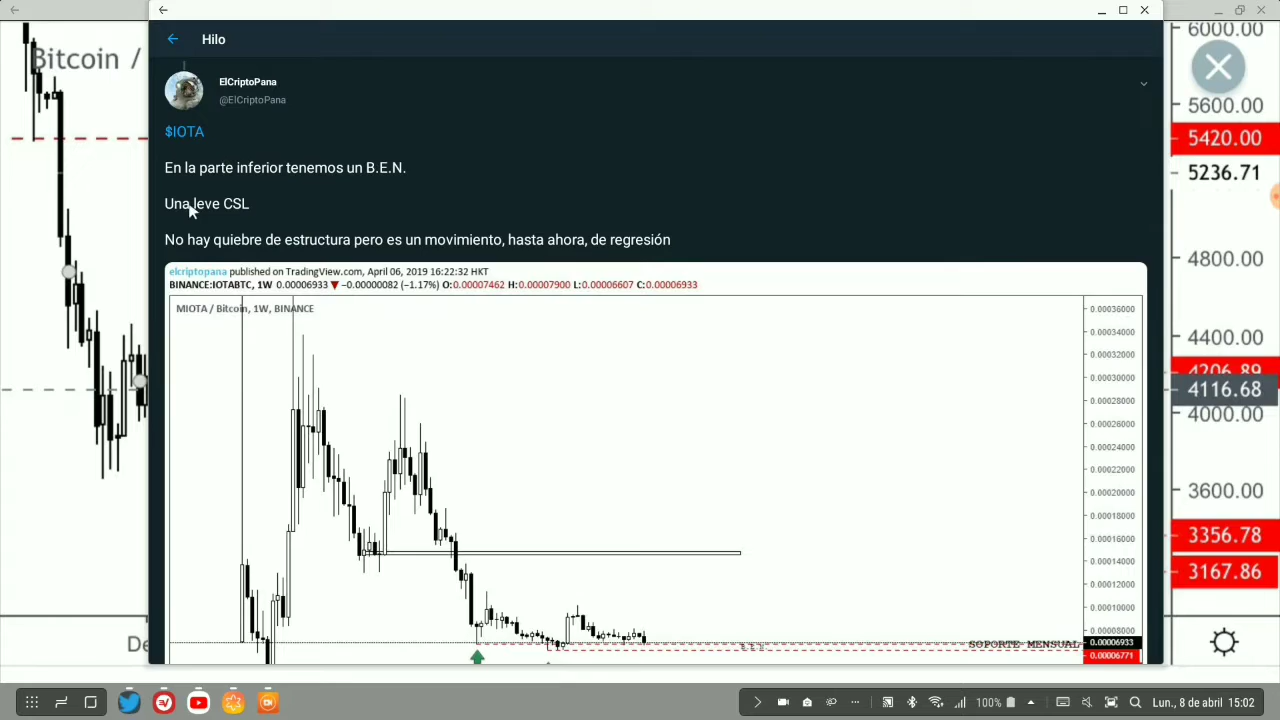 Bitcoin /
Hilo
ElCriptoPana
@ElCriptoPana
$IOTA
En la parte inferior tenemos un B.E.N.
Una leve CSL
No hay quiebre de estructura pero es un movimiento, hasta ahora, de regresión
elcriptopana published on TradingView.com, April 06, 2019 16:22:32 HKT
BINANCE:IOTABTC, 1W 0.00006933 ▼ −0.00000082 (−1.17%) O:0.00007462 H:0.00007900 L:0.00006607 C:0.00006933
MIOTA / Bitcoin, 1W, BINANCE
0.00036000
0.00034000
0.00032000
0.00030000
0.00028000
0.00026000
0.00024000
0.00022000
0.00020000
0.00018000
0.00016000
0.00014000
0.00012000
0.00010000
0.00008000
SOPORTE MENSUAL
0.00006933
B.E.N.
0.00006771
6000.00
5600.00
5420.00
5236.71
4800.00
4400.00
4206.89
4116.68
4000.00
3600.00
3356.78
3167.86
De
100%
Lun., 8 de abril 15:02